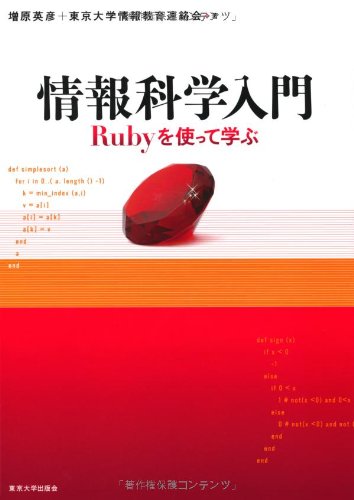 増原英彦+東京大学情報教育連絡会
情報科学入門
Rubyを使って学ぶ
def simplesort (a)
for i in 0..( a. length () -1)
k = min_index (a,i)
v = a[i]
a[i] = a[k]
a[k] = v
end
a
end
def sign (x)
if x < 0
-1
else
if 0 < x
1 # not(x <0) and 0<x
else
0 # not(x <0) and not
end
end
東京大学出版会
「著作権保護コンテンツ」